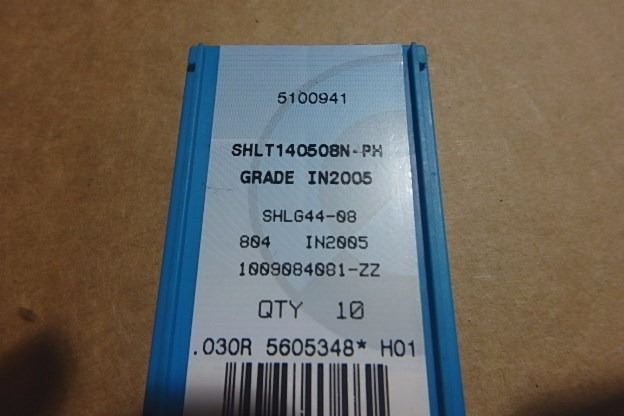 5100941
SHLT140508N-PH
GRADE IN2005
SHLG44-08
804 IN2005
1009084081-ZZ
QTY 10
.030R 5605348* H01